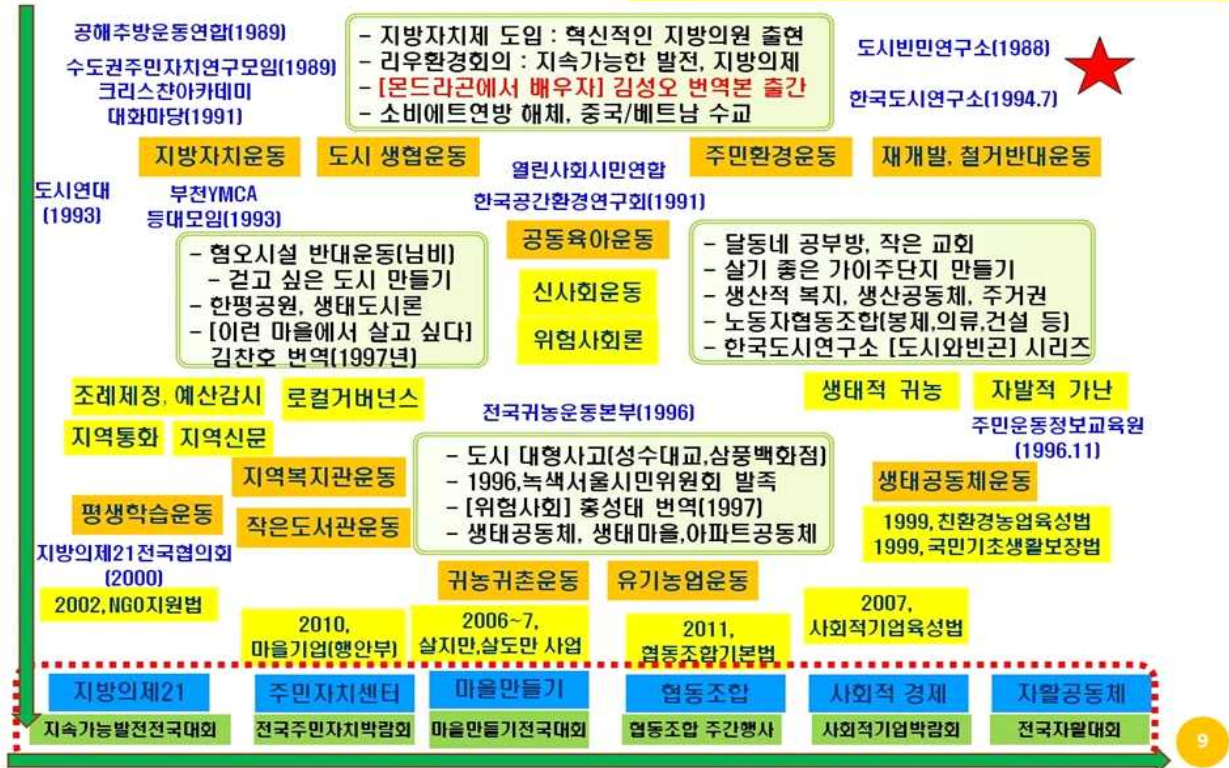 공해추방운동연합(1989)
수도권주민자치연구모임(1989)
크리스챤아카데미
대화마당(1991)
- 지방자치제 도입 : 혁신적인 지방의원 출현
- 리우환경회의 : 지속가능한 발전, 지방의제
- [몬드라곤에서 배우자] 김성오 번역본 출간
- 소비에트연방 해체, 중국/베트남 수교
도시빈민연구소(1988)
한국도시연구소(1994.7)
지방자치운동
도시 생협운동
주민환경운동
재개발, 철거반대운동
도시연대
(1993)
부천YMCA
등대모임(1993)
열린사회시민연합
한국공간환경연구회(1991)
공동육아운동
신사회운동
위험사회론
- 혐오시설 반대운동(님비)
- 걷고 싶은 도시 만들기
- 한평공원, 생태도시론
- [이런 마을에서 살고 싶다]
김찬호 번역(1997년)
- 달동네 공부방, 작은 교회
- 살기 좋은 가이주단지 만들기
- 생산적 복지, 생산공동체, 주거권
- 노동자협동조합(봉제,의류,건설 등)
- 한국도시연구소 [도시와빈곤] 시리즈
조례제정, 예산감시
로컬거버넌스
지역통화
지역신문
전국귀농운동본부(1996)
생태적 귀농
자발적 가난
주민운동정보교육원
(1996.11)
지역복지관운동
평생학습운동
작은도서관운동
- 도시 대형사고(성수대교,삼풍백화점)
- 1996,녹색서울시민위원회 발족
- [위험사회] 홍성태 번역(1997)
- 생태공동체, 생태마을,아파트공동체
생태공동체운동
1999,친환경농업육성법
1999,국민기초생활보장법
지방의제21전국협의회
(2000)
2002,NGO지원법
귀농귀촌운동
유기농업운동
2010,
마을기업(행안부)
2006~7,
살지만,살도만 사업
2011,
협동조합기본법
2007,
사회적기업육성법
지방의제21
주민자치센터
마을만들기
협동조합
사회적 경제
자활공동체
지속가능발전전국대회
전국주민자치박람회
마을만들기전국대회
협동조합 주간행사
사회적기업박람회
전국자활대회
9